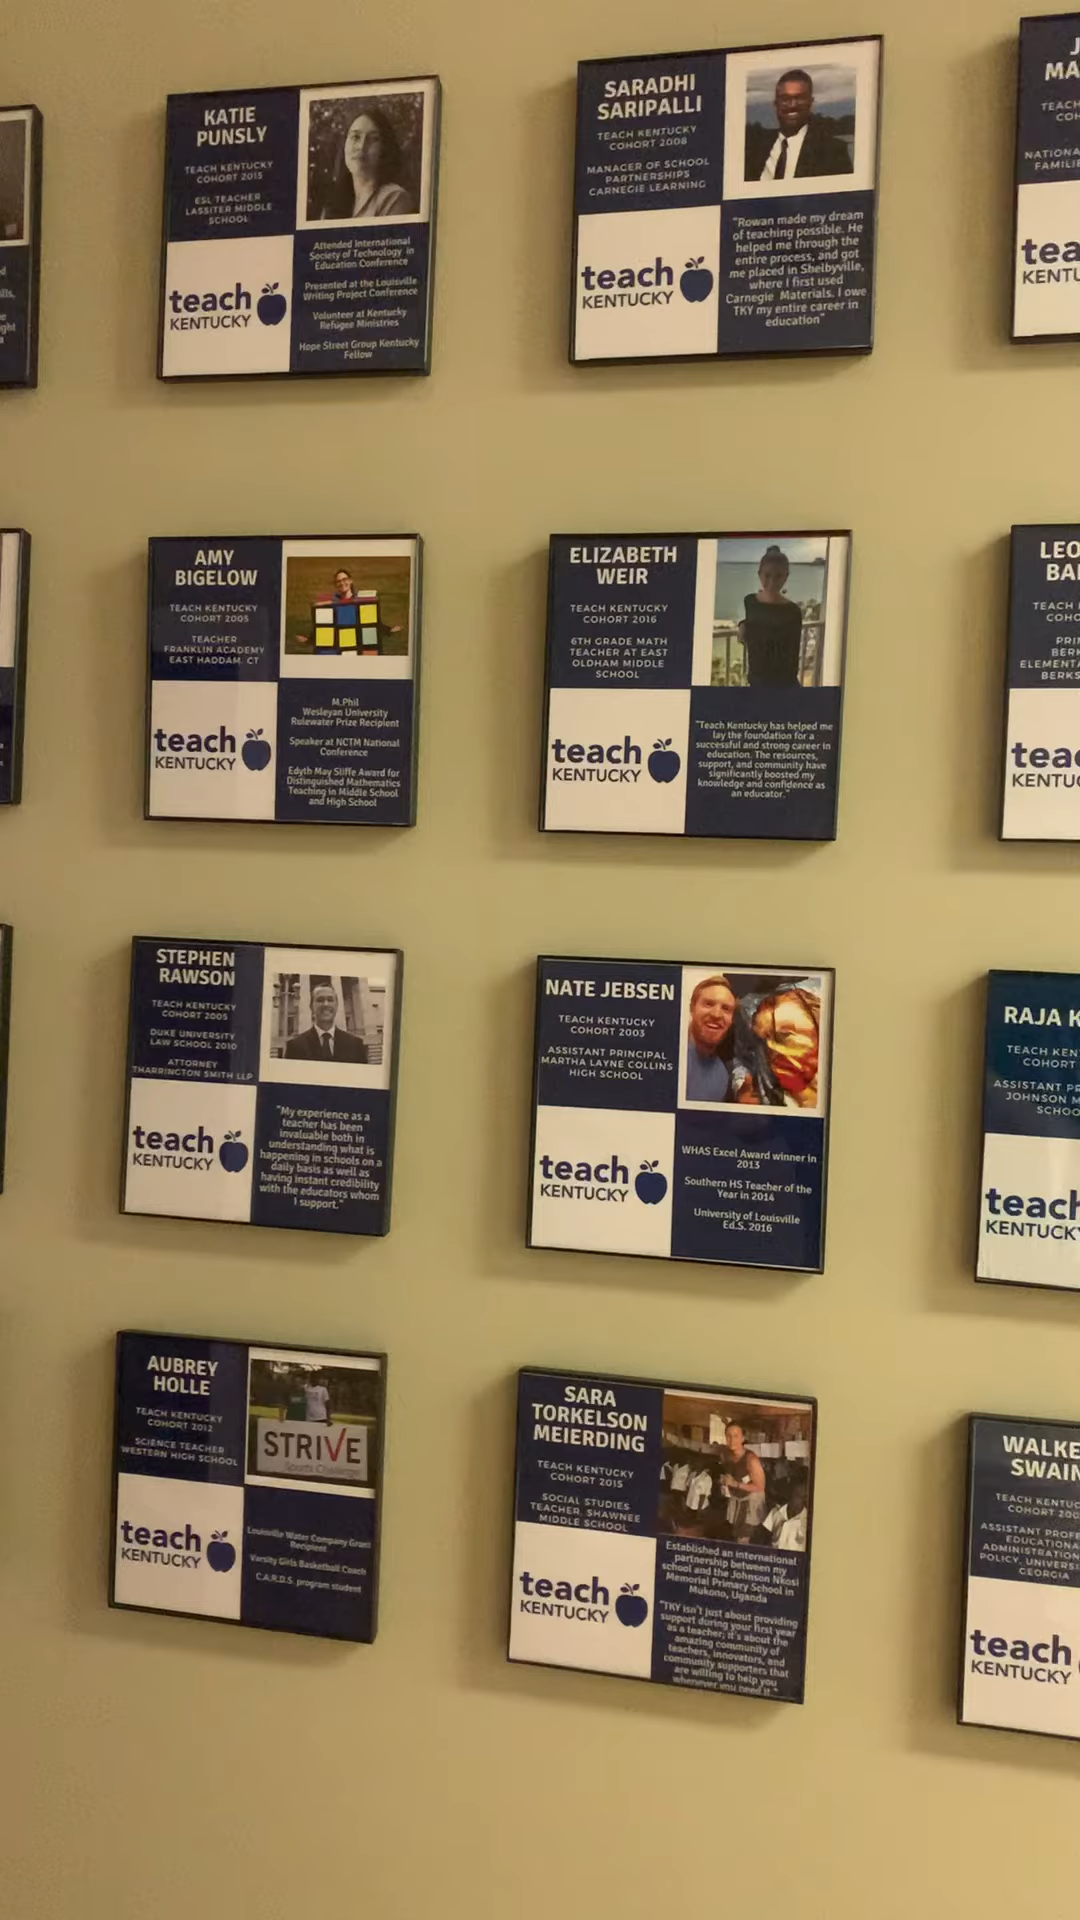 KATIE
PUNSLY
TEACH KENTUCKY
COHORT 2015
ESL TEACHER
LASSITER MIDDLE
SCHOOL
teach
KENTUCKY
Attended International
Society of Technology in
Education Conference
Presented at the Louisville
Writing Project Conference
Volunteer at Kentucky
Refugee Ministries
Hope Street Group Kentucky
Fellow
SARADHI
SARIPALLI
TEACH KENTUCKY
COHORT 2008
MANAGER OF SCHOOL
PARTNERSHIPS
CARNEGIE LEARNING
teach
KENTUCKY
"Rowan made my dream
of teaching possible. He
helped me through the
entire process, and got
me placed in Shelbyville,
where I first used
Carnegie Materials. I owe
TKY my entire career in
education"
AMY
BIGELOW
TEACH KENTUCKY
COHORT 2005
TEACHER
FRANKLIN ACADEMY
EAST HADDAM, CT
teach
KENTUCKY
M.Phil
Wesleyan University
Rulewater Prize Recipient
Speaker at NCTM National
Conference
Edyth May Sliffe Award for
Distinguished Mathematics
Teaching in Middle School
and High School
ELIZABETH
WEIR
TEACH KENTUCKY
COHORT 2016
6TH GRADE MATH
TEACHER AT EAST
OLDHAM MIDDLE
SCHOOL
teach
KENTUCKY
"Teach Kentucky has helped me
lay the foundation for a
successful and strong career in
education. The resources,
support, and community have
significantly boosted my
knowledge and confidence as
an educator."
STEPHEN
RAWSON
TEACH KENTUCKY
COHORT 2005
DUKE UNIVERSITY
LAW SCHOOL 2010
ATTORNEY
THARRINGTON SMITH LLP
teach
KENTUCKY
"My experience as a
teacher has been
invaluable both in
understanding what is
happening in schools on a
daily basis as well as
having instant credibility
with the educators whom
I support."
NATE JEBSEN
TEACH KENTUCKY
COHORT 2003
ASSISTANT PRINCIPAL
MARTHA LAYNE COLLINS
HIGH SCHOOL
teach
KENTUCKY
WHAS Excel Award winner in
2013
Southern HS Teacher of the
Year in 2014
University of Louisville
Ed.S. 2016
RAJA K
TEACH KEN
COHORT
ASSISTANT PR
JOHNSON M
SCHOO
teach
KENTUCKY
AUBREY
HOLLE
TEACH KENTUCKY
COHORT 2012
SCIENCE TEACHER
WESTERN HIGH SCHOOL
STRIVE
Sports Challenge
teach
KENTUCKY
Louisville Water Company Grant
Recipient
Varsity Girls Basketball Coach
C.A.R.D.S. program student
SARA
TORKELSON
MEIERDING
TEACH KENTUCKY
COHORT 2015
SOCIAL STUDIES
TEACHER, SHAWNEE
MIDDLE SCHOOL
teach
KENTUCKY
Established an international
partnership between my
school and the Johnson Nkosi
Memorial Primary School in
Mukono, Uganda
"TKY isn't just about providing
support during your first year
as a teacher; it's about the
amazing community of
teachers, innovators, and
community supporters that
are willing to help you
whenever you need it."
WALKE
SWAIN
TEACH KENTUC
COHORT 200
ASSISTANT PROFE
EDUCATIONA
ADMINISTRATION
POLICY, UNIVERSI
GEORGIA
teach
KENTUCKY